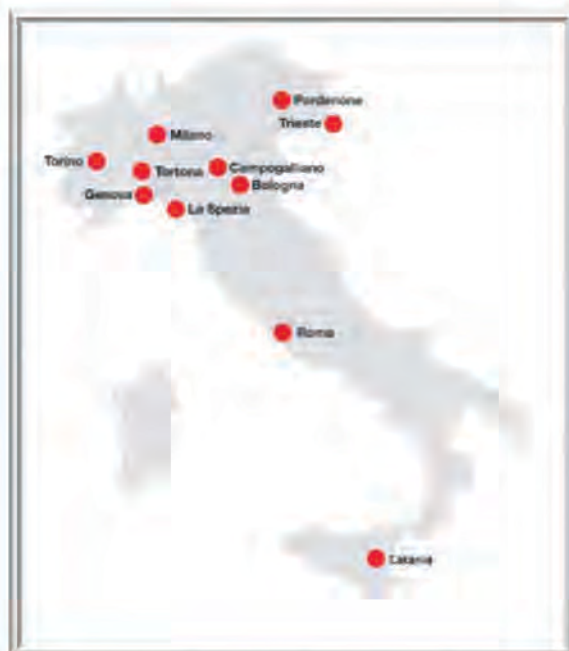 Pordenone
Trieste
Milano
Torino
Tortona
Campogalliano
Bologna
Genova
La Spezia
Roma
Catania